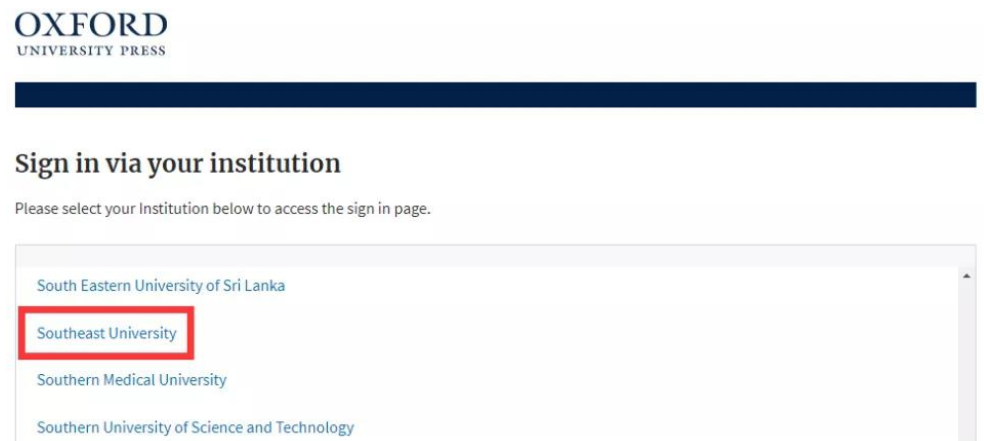 OXFORD
UNIVERSITY PRESS
Sign in via your institution
Please select your Institution below to access the sign in page.
South Eastern University of Sri Lanka
Southeast University
Southern Medical University
Southern University of Science and Technology